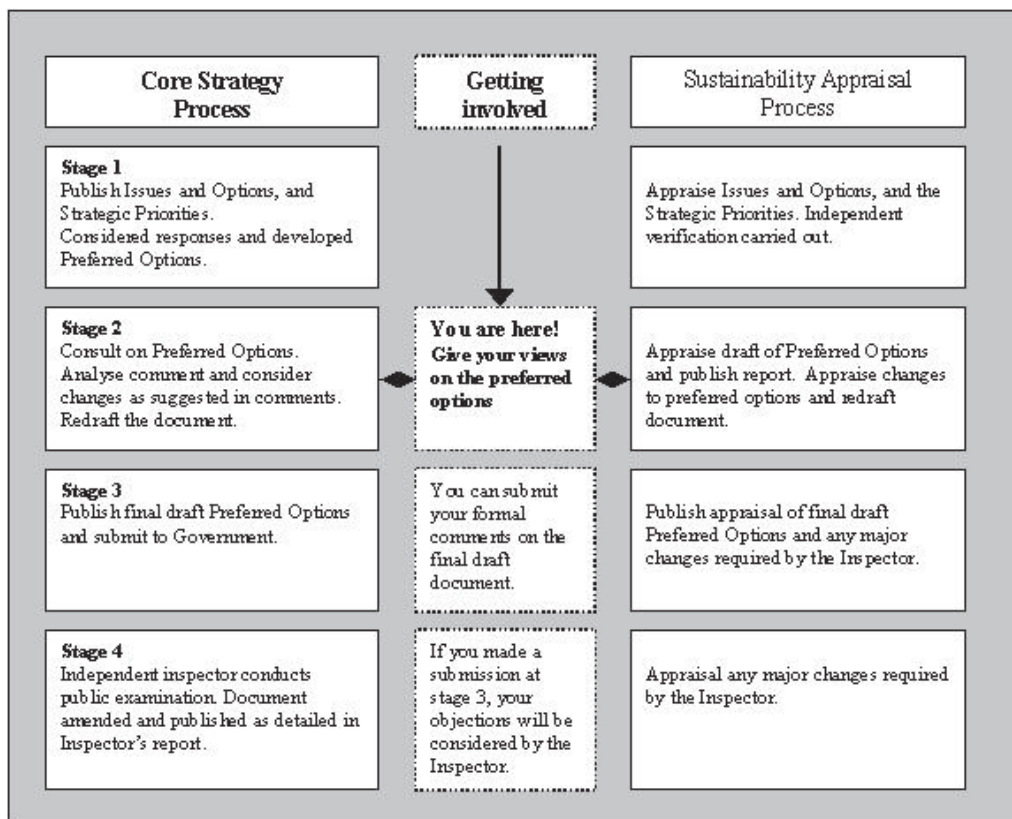 Core Strategy
Process
Getting
involved
Sustainability Appraisal
Process
Stage 1
Publish Issues and Options, and
Strategic Priorities.
Considered responses and developed
Preferred Options.
Appraise Issues and Options, and the
Strategic Priorities. Independent
verification carried out.
Stage 2
Consult on Preferred Options.
Analyse comment and consider
changes as suggested in comments.
Redraft the document.
You are here!
Give your views
on the preferred
options
Appraise draft of Preferred Options
and publish report. Appraise changes
to preferred options and redraft
document.
Stage 3
Publish final draft Preferred Options
and submit to Government.
You can submit
your formal
comments on the
final draft
document.
Publish appraisal of final draft
Preferred Options and any major
changes required by the Inspector.
Stage 4
Independent inspector conducts
public examination. Document
amended and published as detailed in
Inspector's report.
If you made a
submission at
stage 3, your
objections will be
considered by the
Inspector.
Appraisal any major changes required
by the Inspector.